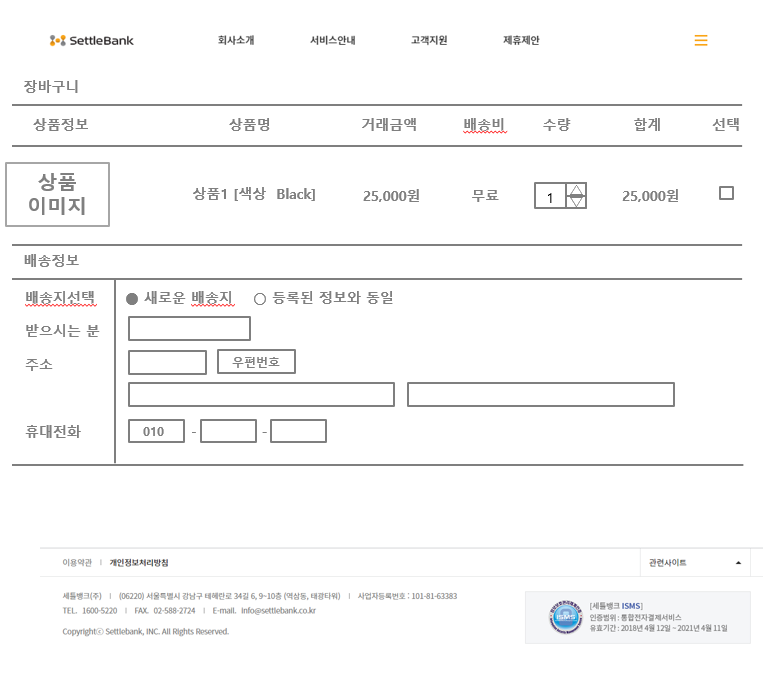 SettleBank 회사소개 서비스안내 고객지원 제휴제안
장바구니
상품정보 상품명 거래금액 배송비 수량 합계 선택
상품
이미지
상품1 [색상 Black] 25,000원 무료 1 25,000원
배송정보
배송지선택 새로운 배송지 등록된 정보와 동일
받으시는 분
주소 우편번호
휴대전화 010 - -
이용약관 | 개인정보처리방침 관련사이트
세틀뱅크(주) | (06220) 서울특별시 강남구 테헤란로 34길 6, 9~10층 (역삼동, 태광타워) | 사업자등록번호 : 101-81-63383
TEL. 1600-5220 | FAX. 02-588-2724 | E-mail. info@settlebank.co.kr
Copyrightⓒ Settlebank, INC. All Rights Reserved.
ISMS
[세틀뱅크 ISMS]
인증범위 : 통합전자결제서비스
유효기간 : 2018년 4월 12일 ~ 2021년 4월 11일